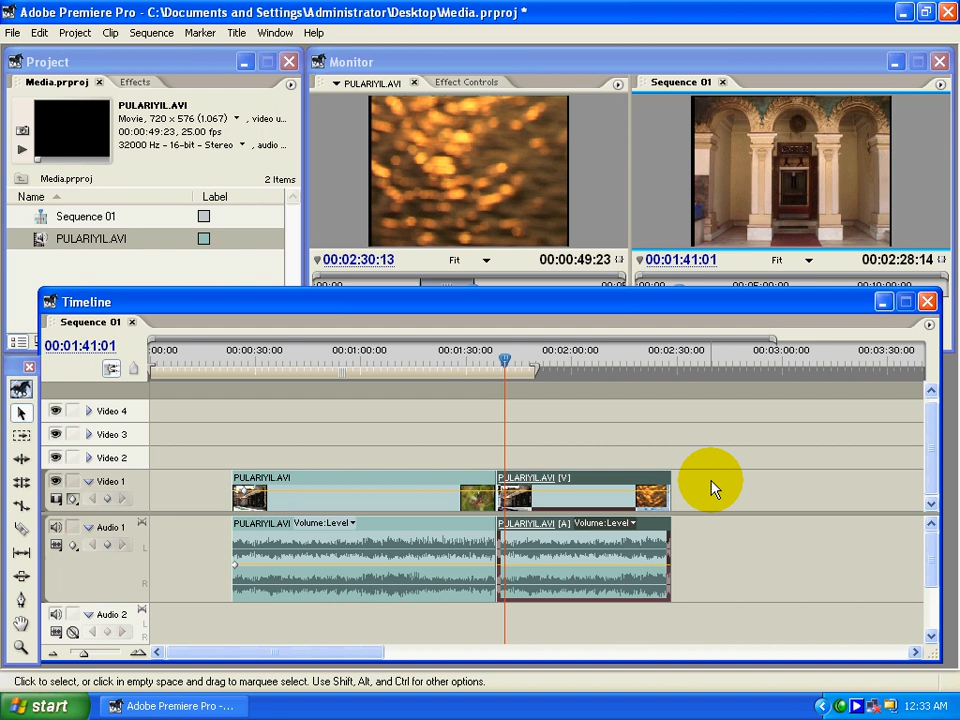 Adobe Premiere Pro - C:\Documents and Settings\Administrator\Desktop\Media.prproj *
File Edit Project Clip Sequence Marker Title Window Help
Project
Monitor
Media.prproj Effects
PULARIYIL.AVI Effect Controls
Sequence 01
PULARIYIL.AVI
Movie, 720 x 576 (1.067) , video u...
00:00:49:23, 25.00 fps
32000 Hz - 16-bit - Stereo , audio ...
Media.prproj 2 Items
Name Label
Sequence 01
PULARIYIL.AVI
00:02:30:13 Fit 00:00:49:23
00:01:41:01 Fit 00:02:28:14
Timeline
Sequence 01
00:01:41:01
:00:00 00:00:30:00 00:01:00:00 00:01:30:00 00:02:00:00 00:02:30:00 00:03:00:00 00:03:30:00
Video 4
Video 3
Video 2
Video 1
PULARIYIL.AVI
PULARIYIL.AVI [V]
Audio 1
PULARIYIL.AVI Volume:Level
PULARIYIL.AVI [A] Volume:Level
L
R
Audio 2
L
R
Click to select, or click in empty space and drag to marquee select. Use Shift, Alt, and Ctrl for other options.
start
Adobe Premiere Pro -...
12:33 AM